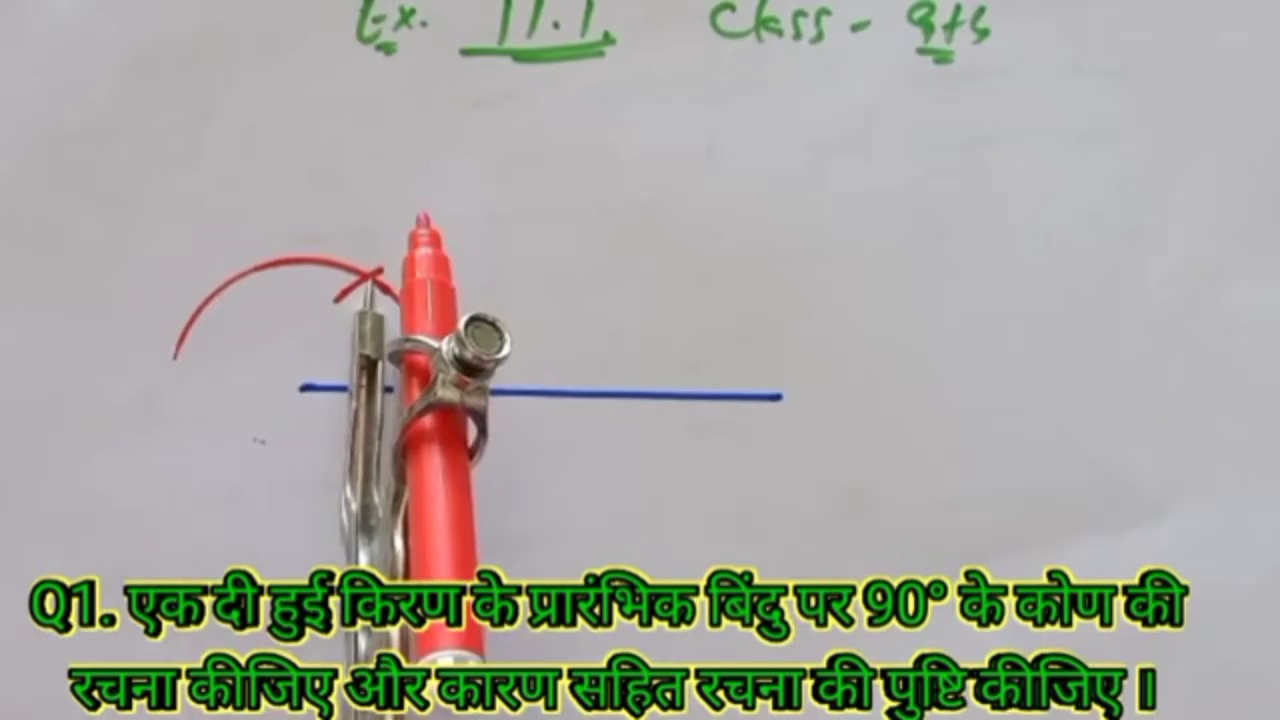 Ex. 11.1. Class - 9th
Q1. एक दी हुई किरण के प्रारंभिक बिंदु पर 90° के कोण की
रचना कीजिए और कारण सहित रचना की पुष्टि कीजिए ।